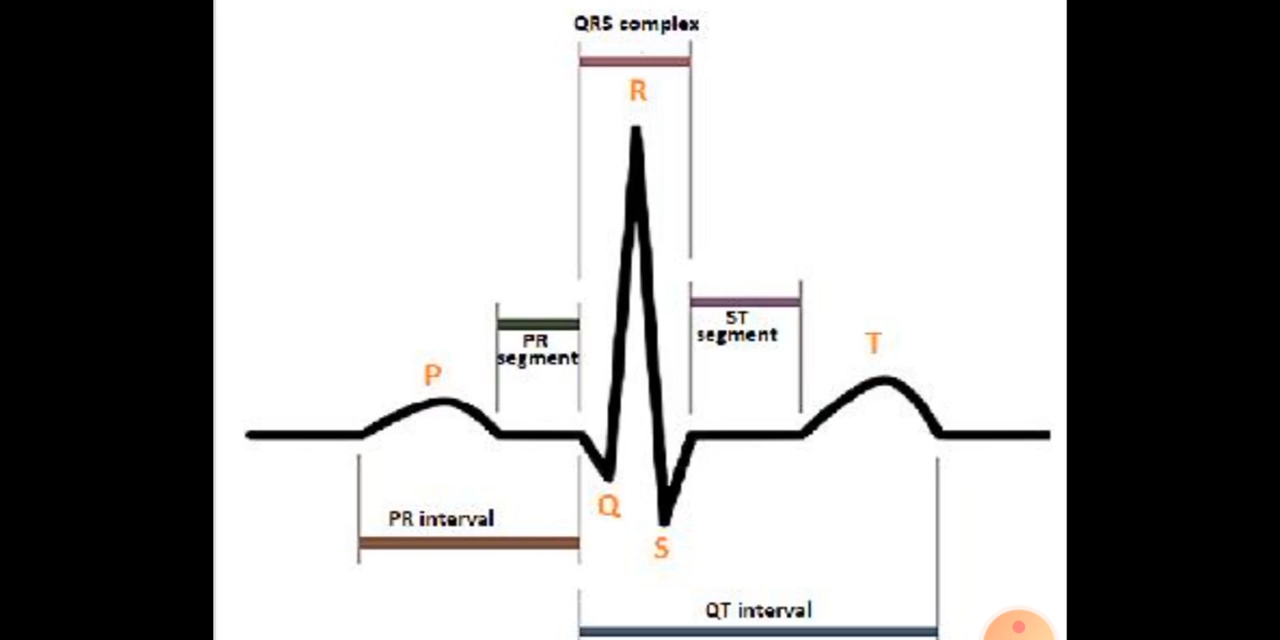 QRS complex
R
PR
segment
ST
segment
P
T
Q
PR interval
S
QT interval